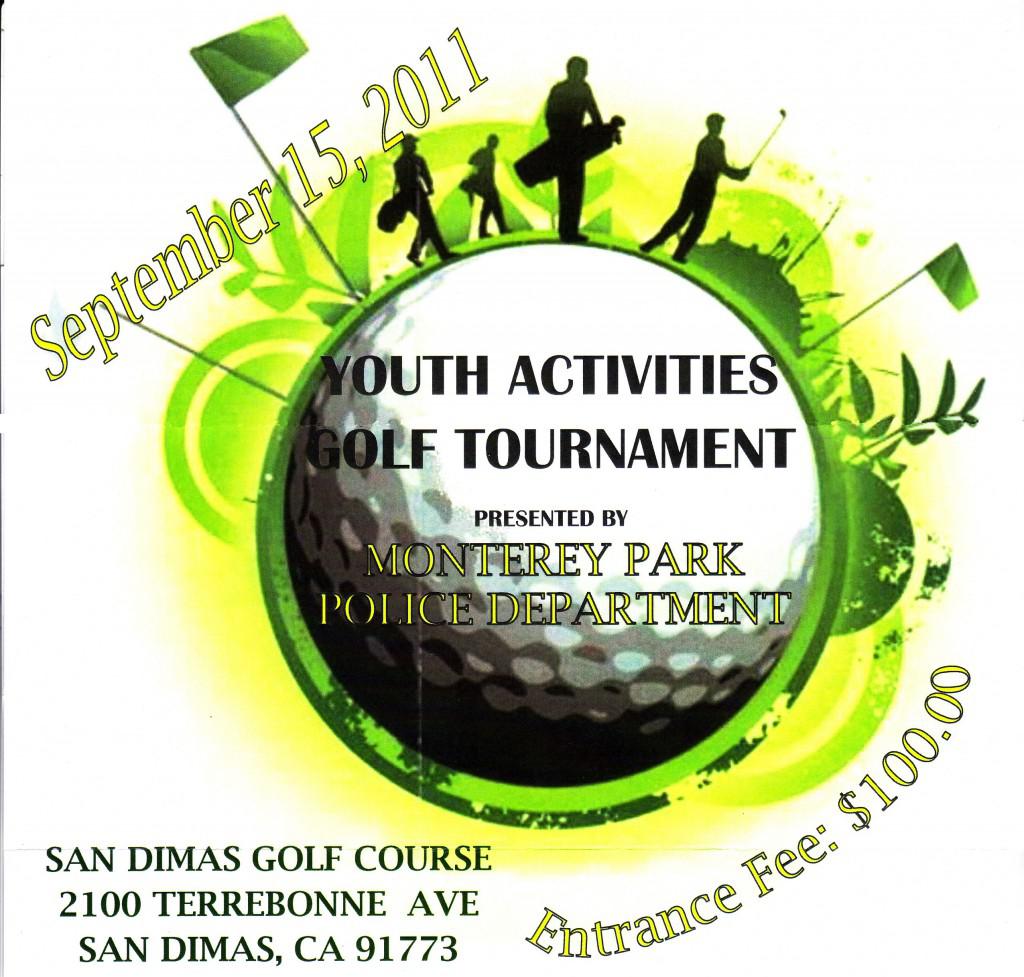 September 15, 2011
YOUTH ACTIVITIES
GOLF TOURNAMENT
PRESENTED BY
MONTEREY PARK
POLICE DEPARTMENT
Entrance Fee: $100.00
SAN DIMAS GOLF COURSE
2100 TERREBONNE AVE
SAN DIMAS, CA 91773